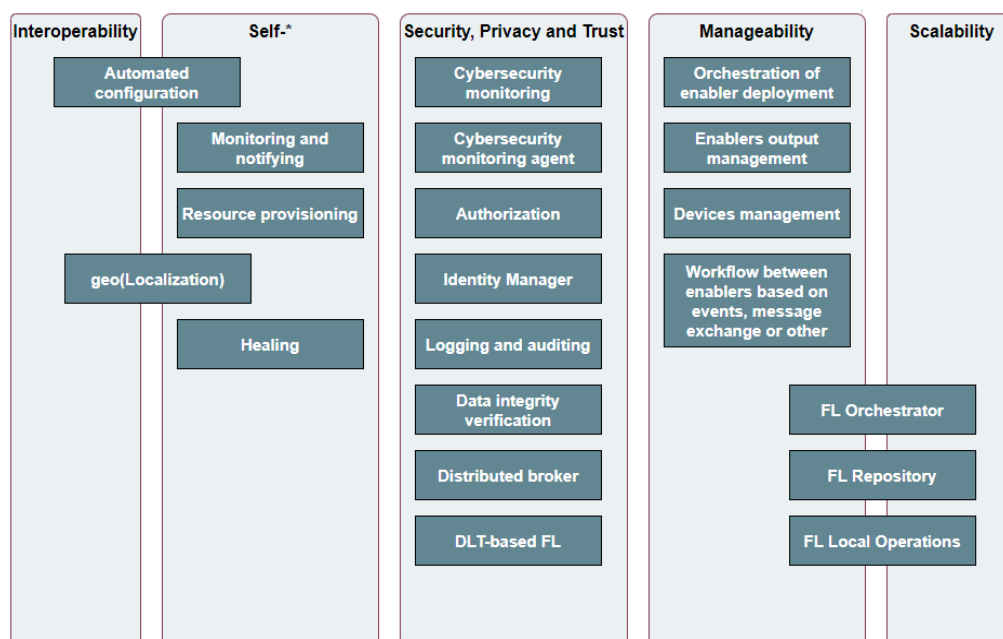 Interoperability
Self-*
Security, Privacy and Trust
Manageability
Scalability
Automated
configuration
Cybersecurity
monitoring
Orchestration of
enabler deployment
Monitoring and
notifying
Cybersecurity
monitoring agent
Enablers output
management
Resource provisioning
Authorization
Devices management
geo(Localization)
Identity Manager
Workflow between
enablers based on
events, message
exchange or other
Healing
Logging and auditing
Data integrity
verification
FL Orchestrator
Distributed broker
FL Repository
DLT-based FL
FL Local Operations